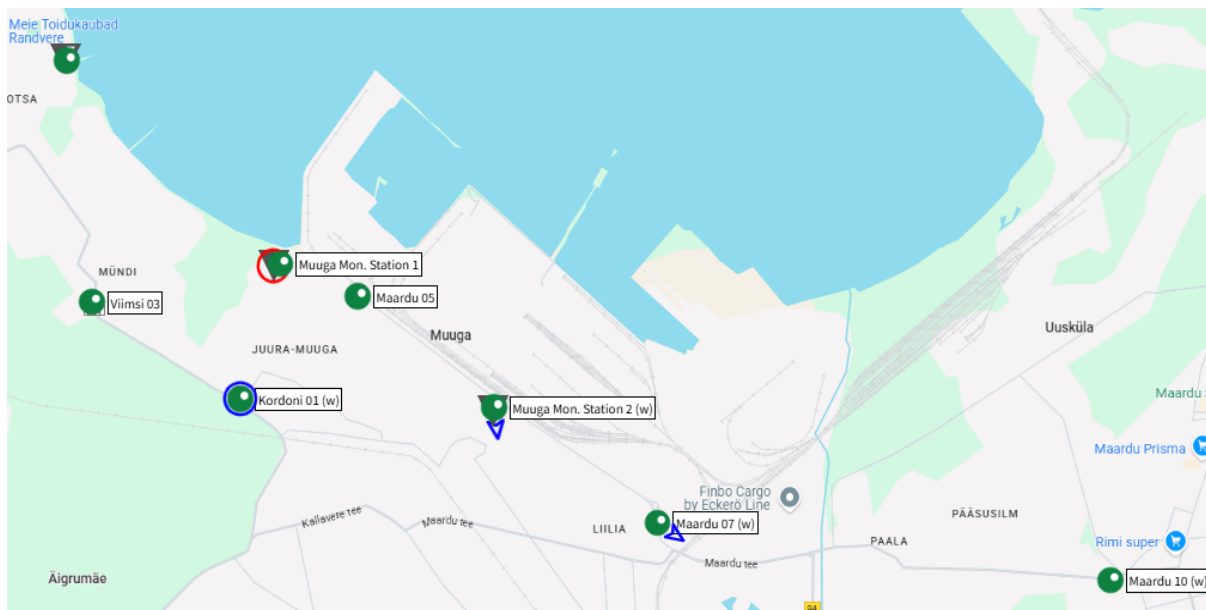 Meie Toidukaubad
Randvere
OTSA
MÜNDI
Muuga Mon. Station 1
Viimsi 03
Maardu 05
Muuga
Uusküla
JUURA-MUUGA
Kordoni 01 (w)
Muuga Mon. Station 2 (w)
Maardu
Maardu Prisma
Finbo Cargo
by Eckerö Line
Kallavere tee
Maardu tee
LIILIA
Maardu 07 (w)
PÄÄSUSILM
PAALA
Rimi super
Maardu tee
Äigrumäe
Maardu 10 (w)
94